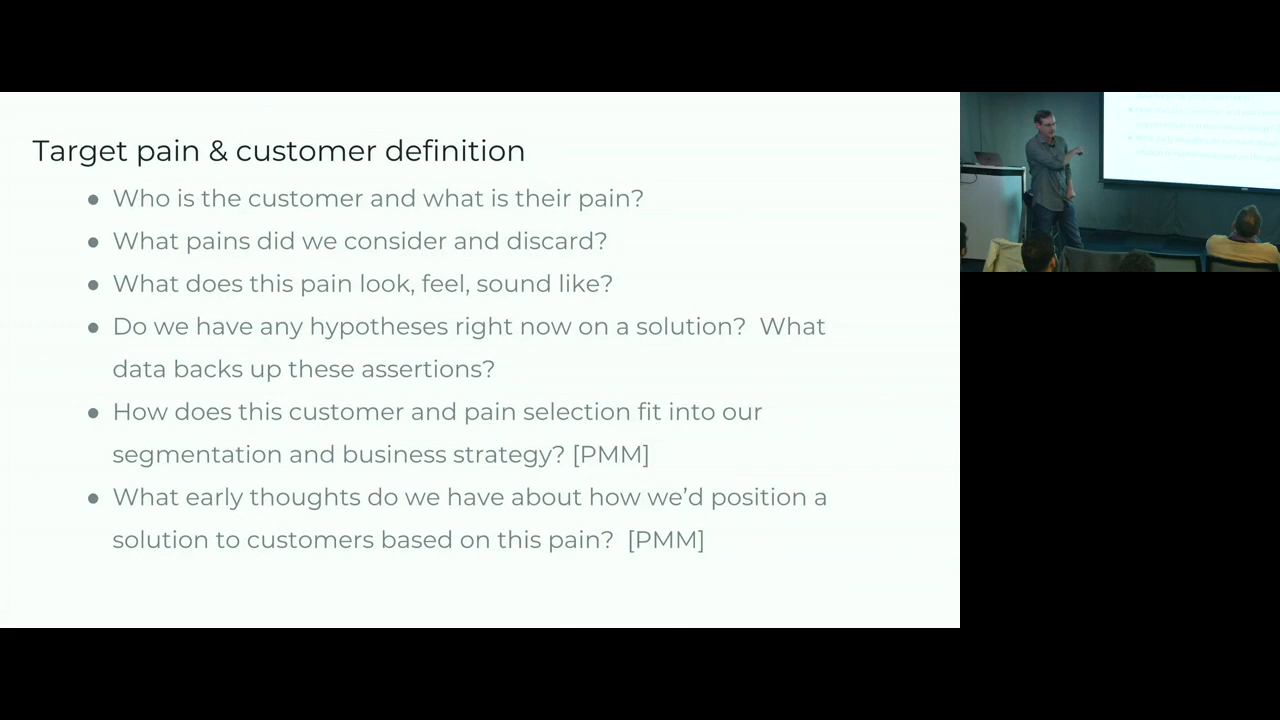 Target pain & customer definition
● Who is the customer and what is their pain?
● What pains did we consider and discard?
● What does this pain look, feel, sound like?
● Do we have any hypotheses right now on a solution?  What
data backs up these assertions?
● How does this customer and pain selection fit into our
segmentation and business strategy? [PMM]
● What early thoughts do we have about how we’d position a
solution to customers based on this pain?  [PMM]